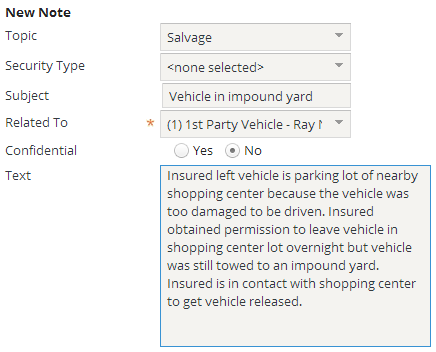 New Note
Topic Salvage
Security Type <none selected>
Subject Vehicle in impound yard
Related To * (1) 1st Party Vehicle - Ray
Confidential Yes No
Text Insured left vehicle is parking lot of nearby
shopping center because the vehicle was
too damaged to be driven. Insured
obtained permission to leave vehicle in
shopping center lot overnight but vehicle
was still towed to an impound yard.
Insured is in contact with shopping center
to get vehicle released.